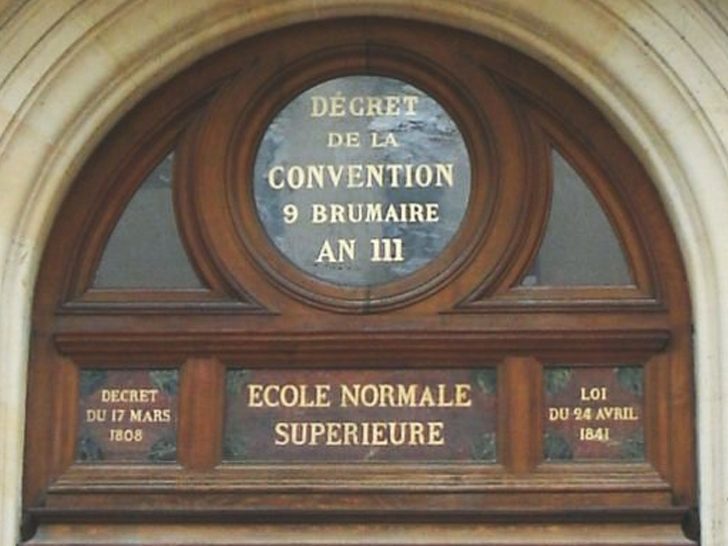 DÉCRET
DE LA
CONVENTION
9 BRUMAIRE
AN III
DECRET
DU 17 MARS
1808
ECOLE NORMALE
SUPERIEURE
LOI
DU 24 AVRIL
1841